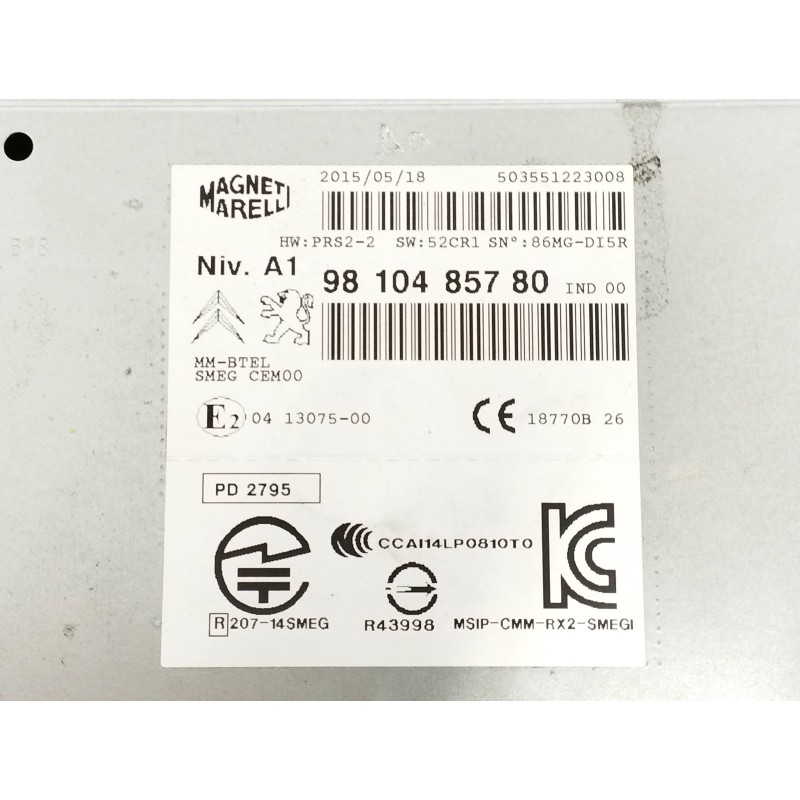 MAGNETI
MARELLI
2015/05/18 503551223008
HW:PRS2-2 SW:52CR1 SN°:86MG-DI5R
Niv. A1
98 104 857 80 IND 00
MM-BTEL
SMEG CEM00
E2 04 13075-00
CE 18770B 26
PD 2795
CCAI14LP0810T0
R 207-14SMEG
R43998
MSIP-CMM-RX2-SMEGI